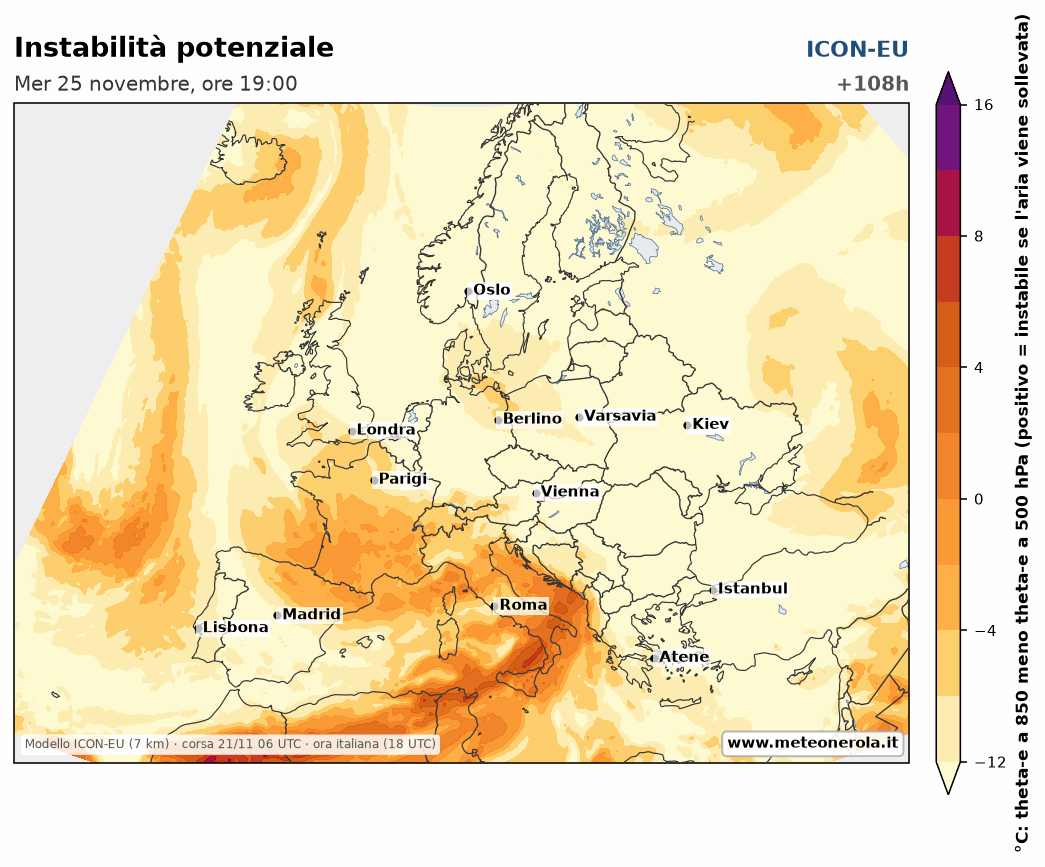 Instabilità potenziale
ICON-EU
Mer 25 novembre, ore 19:00
+108h
Oslo
Berlino
Varsavia
Kiev
Londra
Parigi
Vienna
Istanbul
Roma
Madrid
Lisbona
Atene
Modello ICON-EU (7 km) · corsa 21/11 06 UTC · ora italiana (18 UTC)
www.meteonerola.it
16
8
4
0
−4
−12
°C: theta-e a 850 meno theta-e a 500 hPa (positivo = instabile se l'aria viene sollevata)